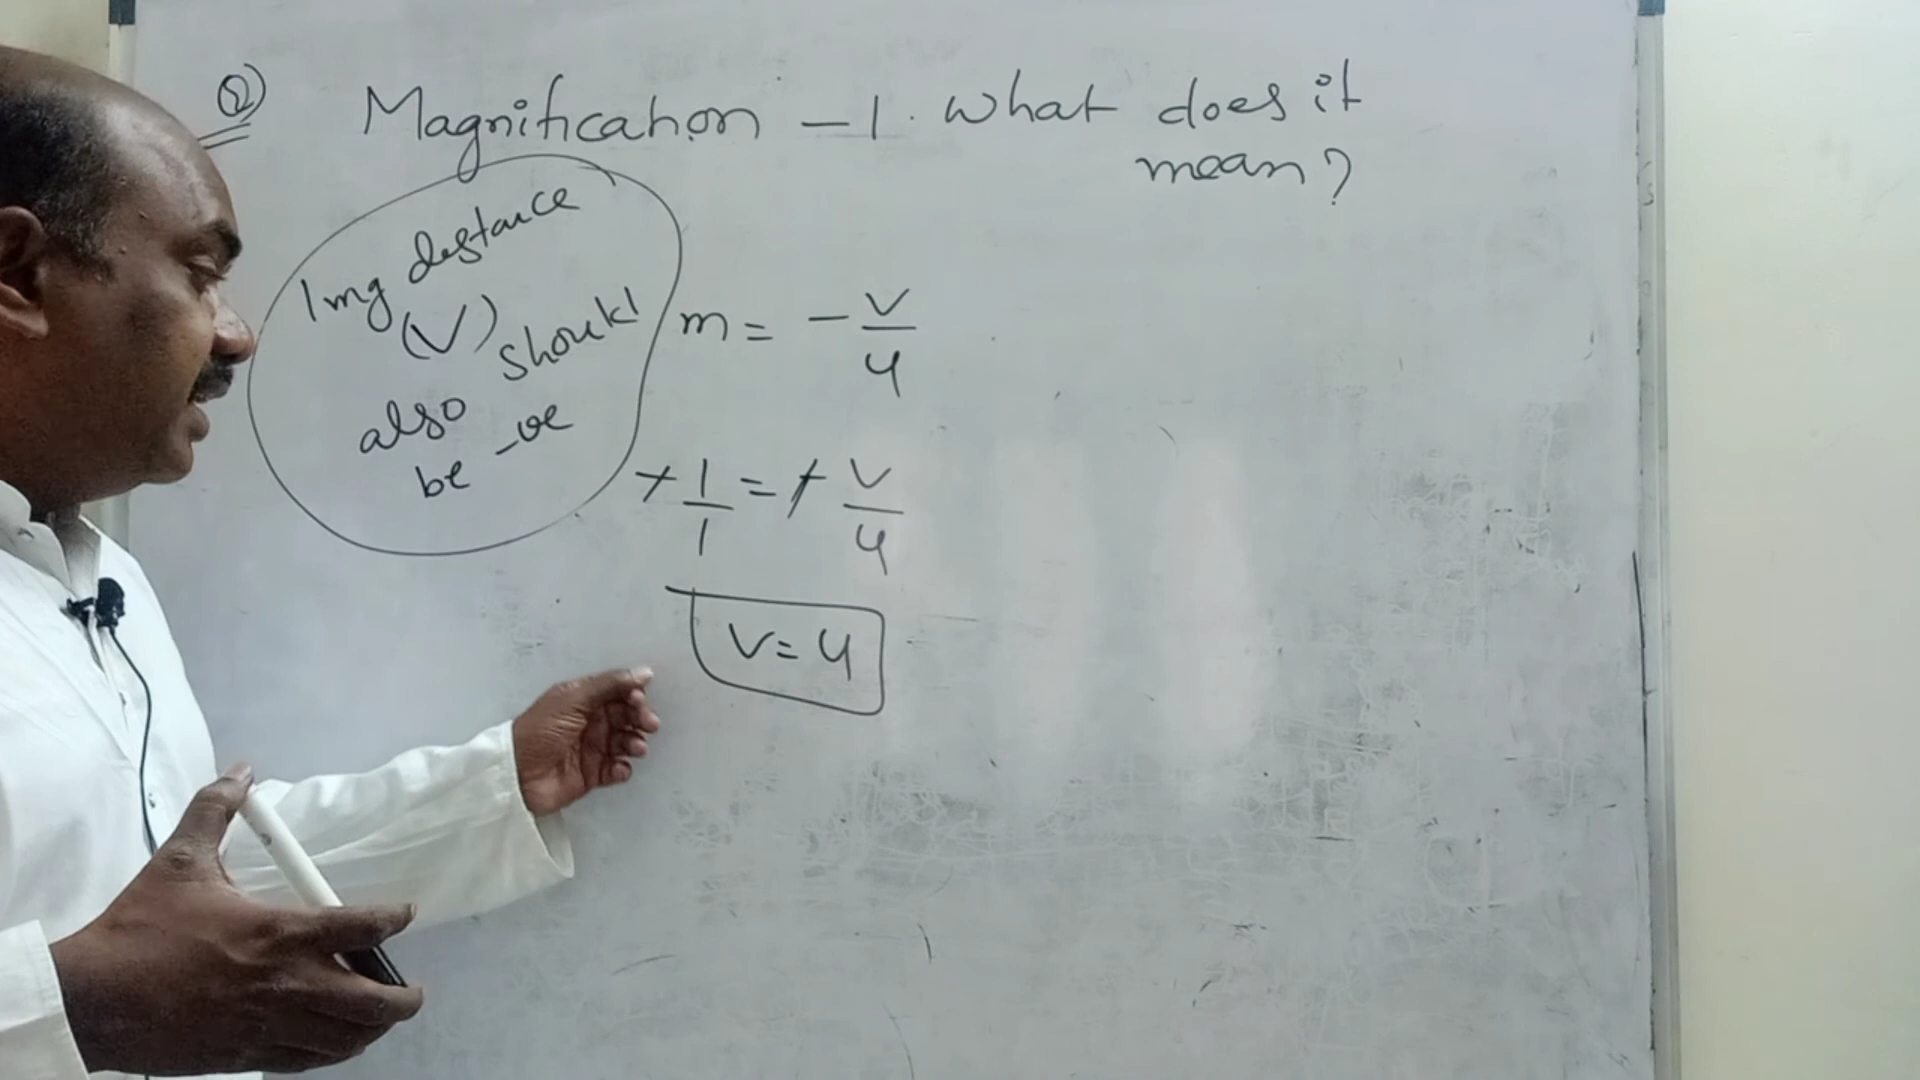 Q) Magnification -1. What does it
mean?
Img distance
(V) should
also
be -ve
m = - v/u
+ 1/1 = + v/u
v = u